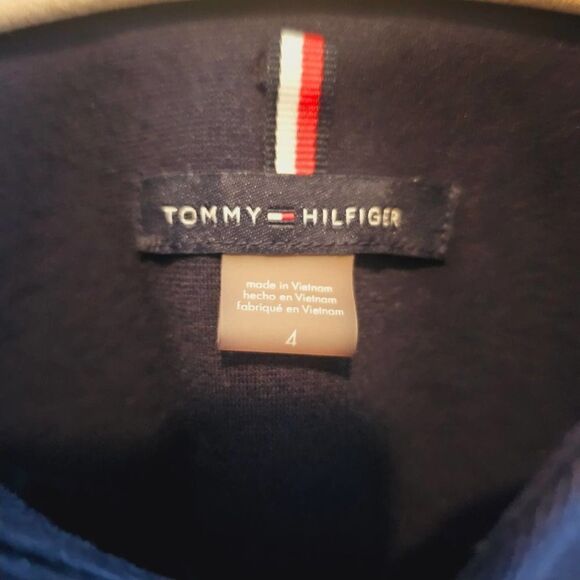 TOMMY HILFIGER
made in Vietnam
hecho en Vietnam
fabriqué en Vietnam
4